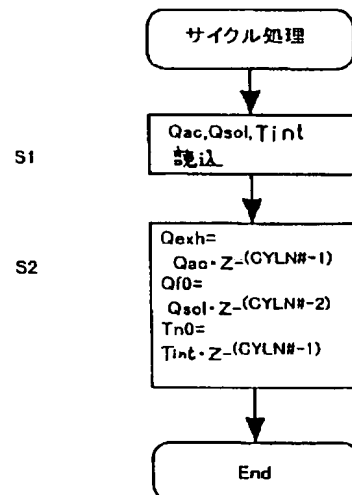 サイクル処理
S1
Qac,Qsol,Tint
読込
S2
Qexh=
Qac・Z-(CYLN#-1)
Qf0=
Qsol・Z-(CYLN#-2)
Tn0=
Tint・Z-(CYLN#-1)
End